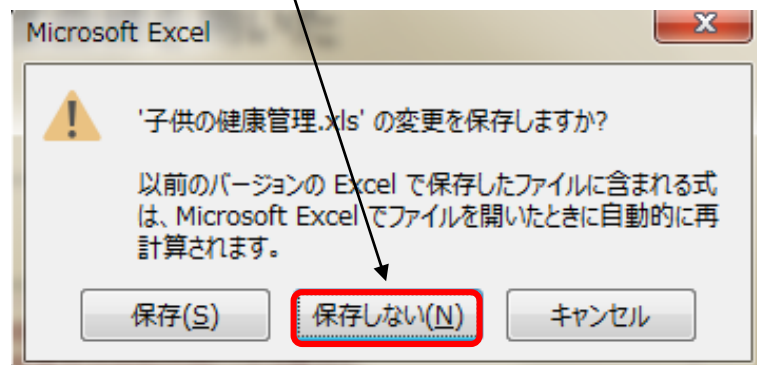 Microsoft Excel
'子供の健康管理.xls' の変更を保存しますか?
以前のバージョンの Excel で保存したファイルに含まれる式
は、Microsoft Excel でファイルを開いたときに自動的に再
計算されます。
保存(S) 保存しない(N) キャンセル